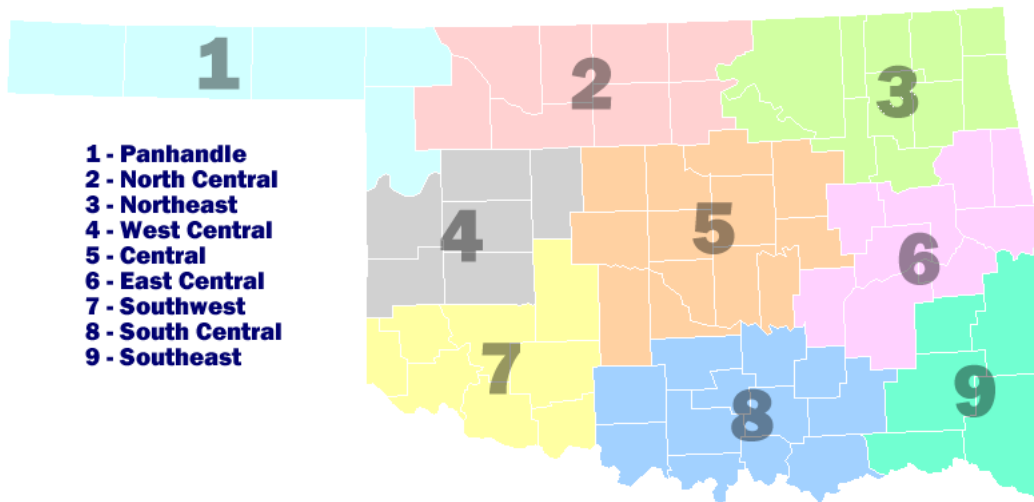 1
2
3
1 - Panhandle
2 - North Central
3 - Northeast
4 - West Central
5 - Central
6 - East Central
7 - Southwest
8 - South Central
9 - Southeast
4
5
6
7
8
9